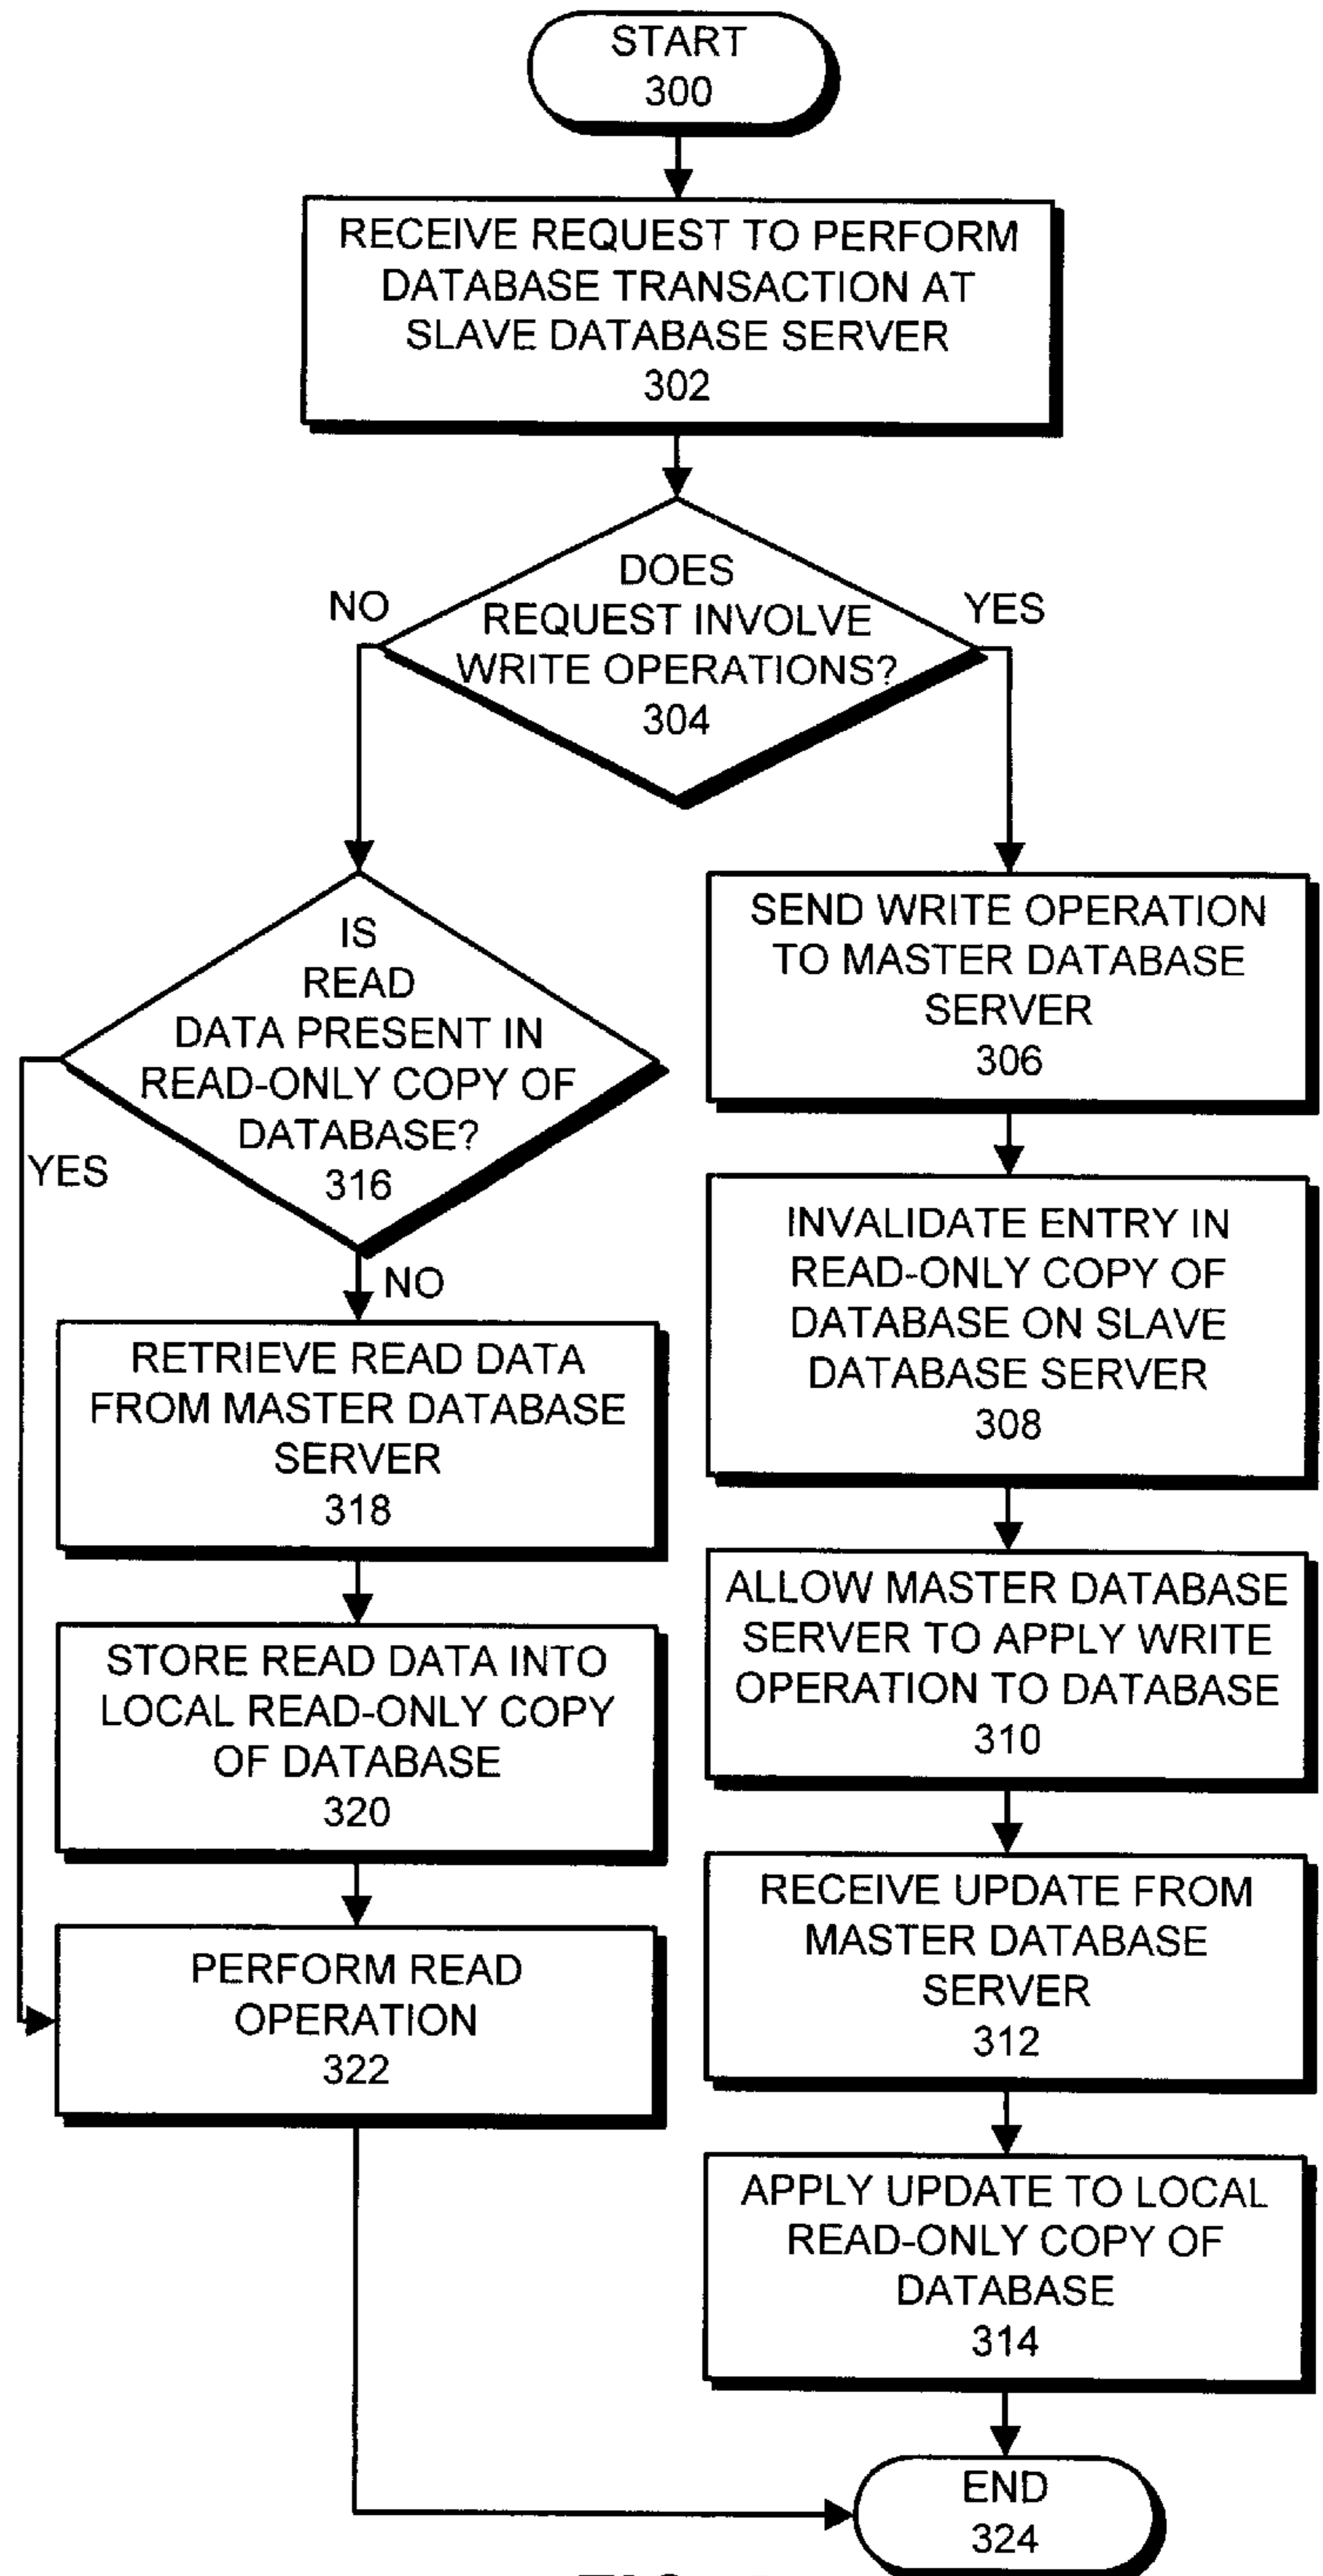 START
300
RECEIVE REQUEST TO PERFORM
DATABASE TRANSACTION AT
SLAVE DATABASE SERVER
302
DOES
REQUEST INVOLVE
WRITE OPERATIONS?
304
NO
YES
IS
READ
DATA PRESENT IN
READ-ONLY COPY OF
DATABASE?
316
YES
NO
RETRIEVE READ DATA
FROM MASTER DATABASE
SERVER
318
STORE READ DATA INTO
LOCAL READ-ONLY COPY
OF DATABASE
320
PERFORM READ
OPERATION
322
SEND WRITE OPERATION
TO MASTER DATABASE
SERVER
306
INVALIDATE ENTRY IN
READ-ONLY COPY OF
DATABASE ON SLAVE
DATABASE SERVER
308
ALLOW MASTER DATABASE
SERVER TO APPLY WRITE
OPERATION TO DATABASE
310
RECEIVE UPDATE FROM
MASTER DATABASE
SERVER
312
APPLY UPDATE TO LOCAL
READ-ONLY COPY OF
DATABASE
314
END
324